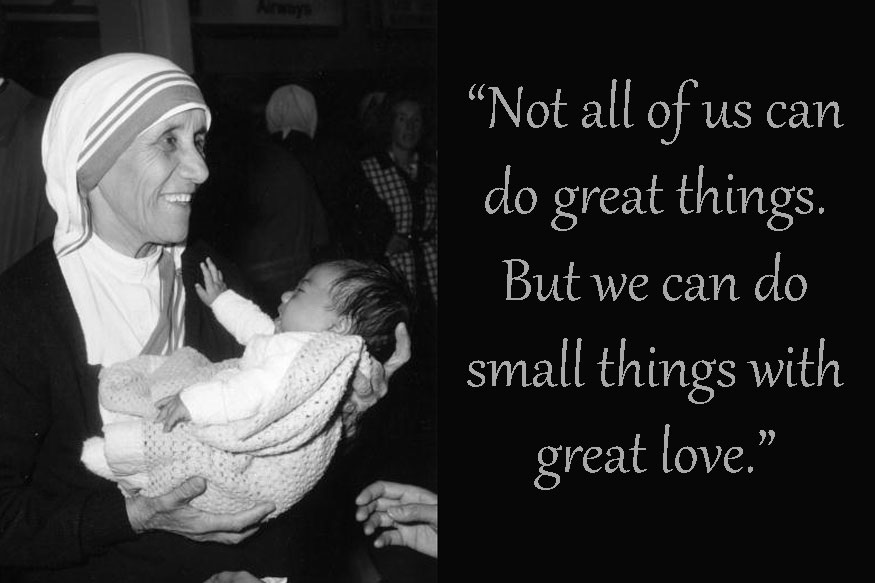 Airways
“Not all of us can
do great things.
But we can do
small things with
great love.”